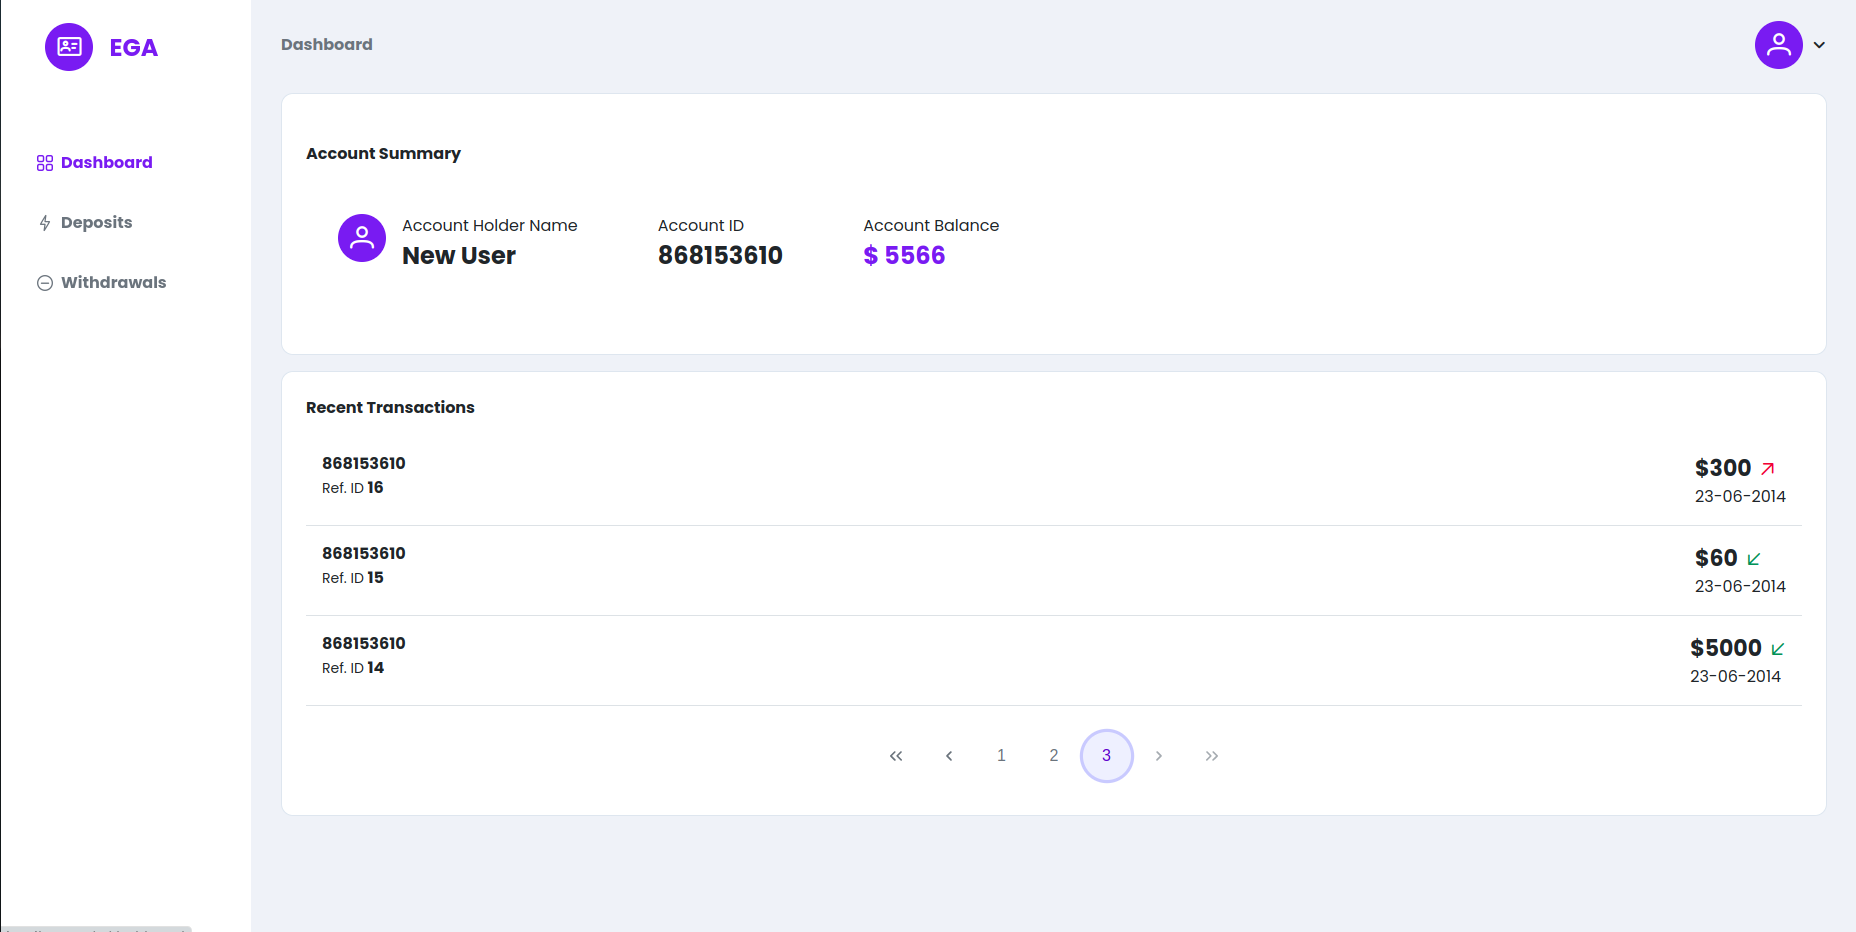 EGA
Dashboard
Dashboard
Deposits
Withdrawals
Account Summary
Account Holder Name
New User
Account ID
868153610
Account Balance
$ 5566
Recent Transactions
868153610
Ref. ID 16
$300
23-06-2014
868153610
Ref. ID 15
$60
23-06-2014
868153610
Ref. ID 14
$5000
23-06-2014
« ‹ 1 2 3 › »